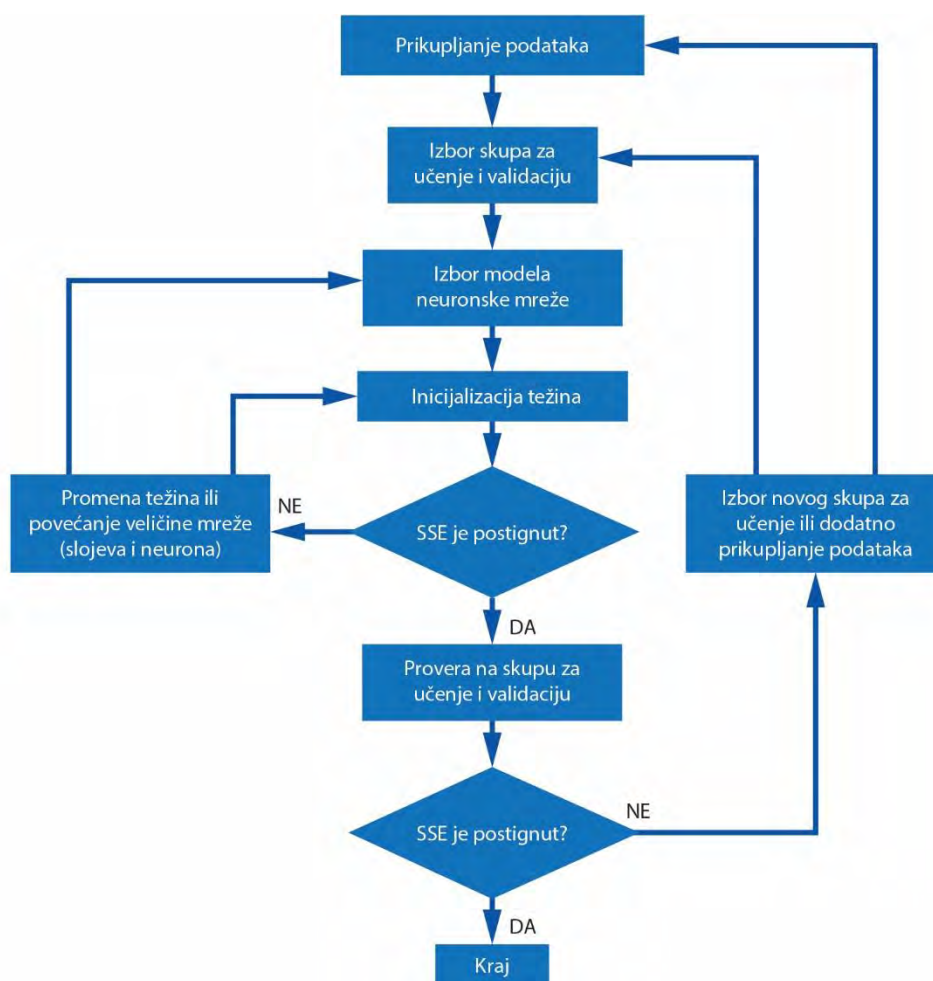 Prikupljanje podataka
Izbor skupa za
učenje i validaciju
Izbor modela
neuronske mreže
Inicijalizacija težina
Promena težina ili
povećanje veličine mreže
(slojeva i neurona)
NE
SSE je postignut?
Izbor novog skupa za
učenje ili dodatno
prikupljanje podataka
DA
Provera na skupu za
učenje i validaciju
SSE je postignut?
NE
DA
Kraj